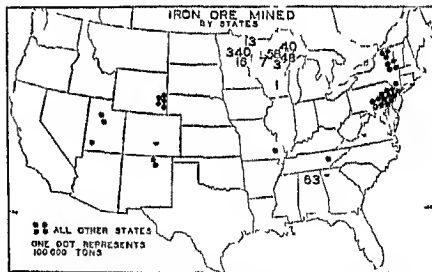 IRON ORE MINED
BY STATES
13
40
340
58
16
7
48
3
1
63
ALL OTHER STATES
ONE DOT REPRESENTS
100 000 TONS